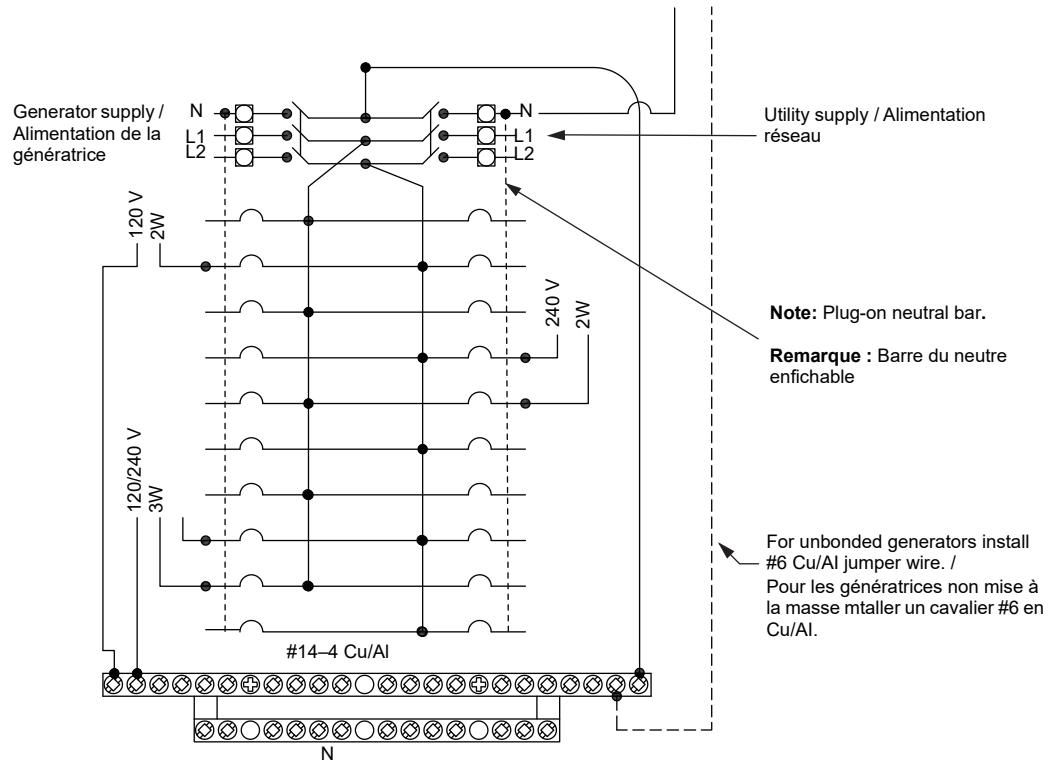 Generator supply /
Alimentation de la
génératrice
N
L1
L2
N
L1
L2
Utility supply / Alimentation
réseau
120 V
2W
240 V
2W
Note: Plug-on neutral bar.
Remarque : Barre du neutre
enfichable
120/240 V
3W
For unbonded generators install
#6 Cu/Al jumper wire. /
Pour les génératrices non mise à
la masse mtaller un cavalier #6 en
Cu/Al.
#14–4 Cu/Al
N